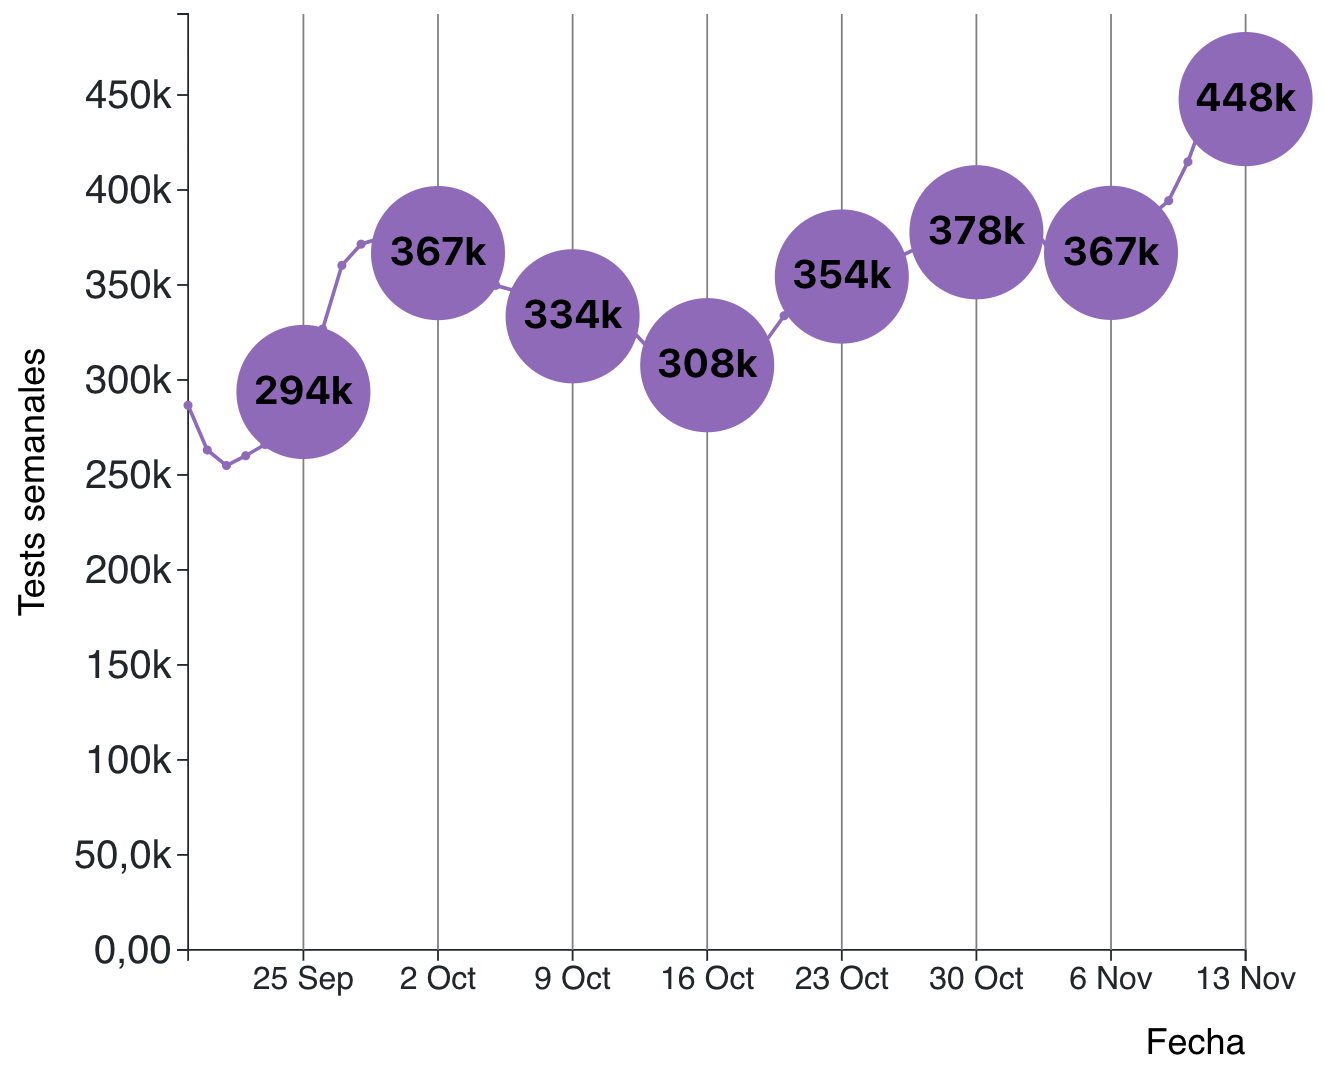 450k
400k
350k
300k
250k
200k
150k
100k
50,0k
0,00
Tests semanales
294k
367k
334k
308k
354k
378k
367k
448k
25 Sep
2 Oct
9 Oct
16 Oct
23 Oct
30 Oct
6 Nov
13 Nov
Fecha